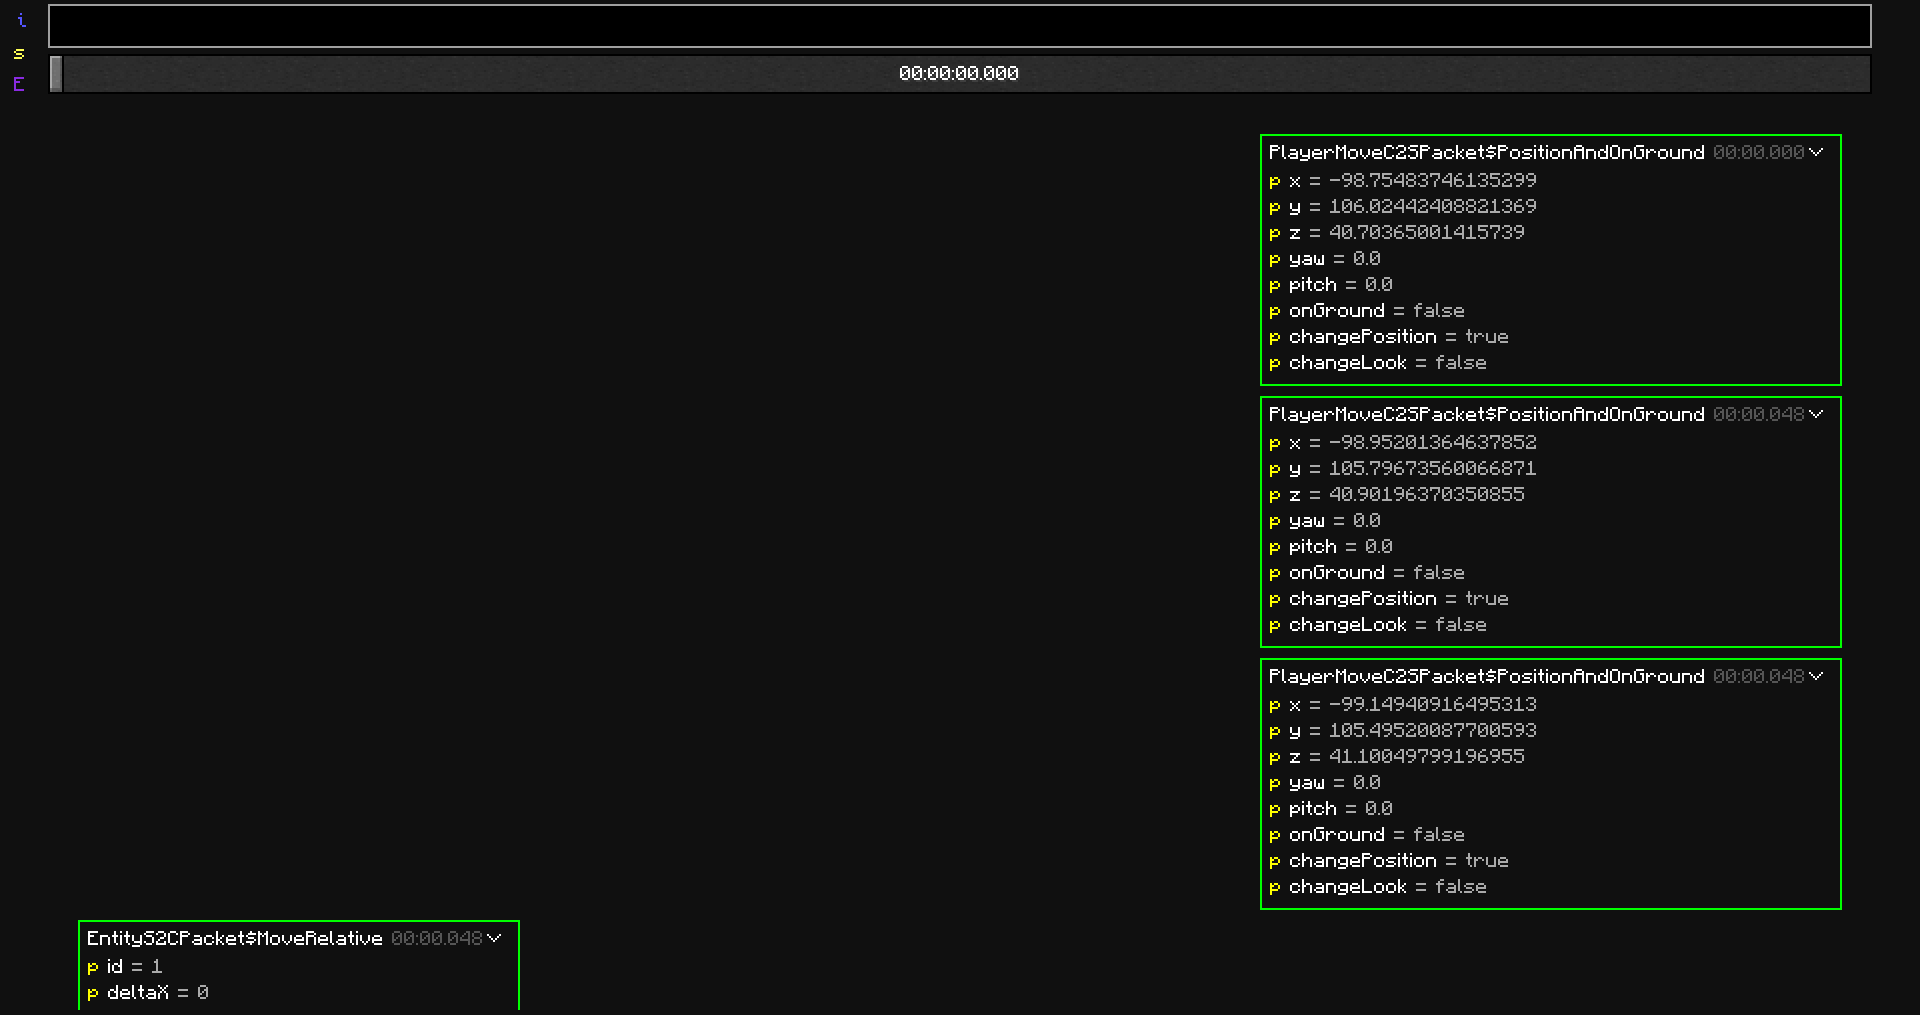 i
s
E
00:00:00.000
PlayerMoveC2SPacket$PositionAndOnGround 00:00.000
p x = -98.75483746135299
p y = 106.02442408821369
p z = 40.70365001415739
p yaw = 0.0
p pitch = 0.0
p onGround = false
p changePosition = true
p changeLook = false
PlayerMoveC2SPacket$PositionAndOnGround 00:00.048
p x = -98.95201364637852
p y = 105.79673560066871
p z = 40.90196370350855
p yaw = 0.0
p pitch = 0.0
p onGround = false
p changePosition = true
p changeLook = false
PlayerMoveC2SPacket$PositionAndOnGround 00:00.048
p x = -99.14940916495313
p y = 105.49520087700593
p z = 41.10049799196955
p yaw = 0.0
p pitch = 0.0
p onGround = false
p changePosition = true
p changeLook = false
EntityS2CPacket$MoveRelative 00:00.048
p id = 1
p deltaX = 0